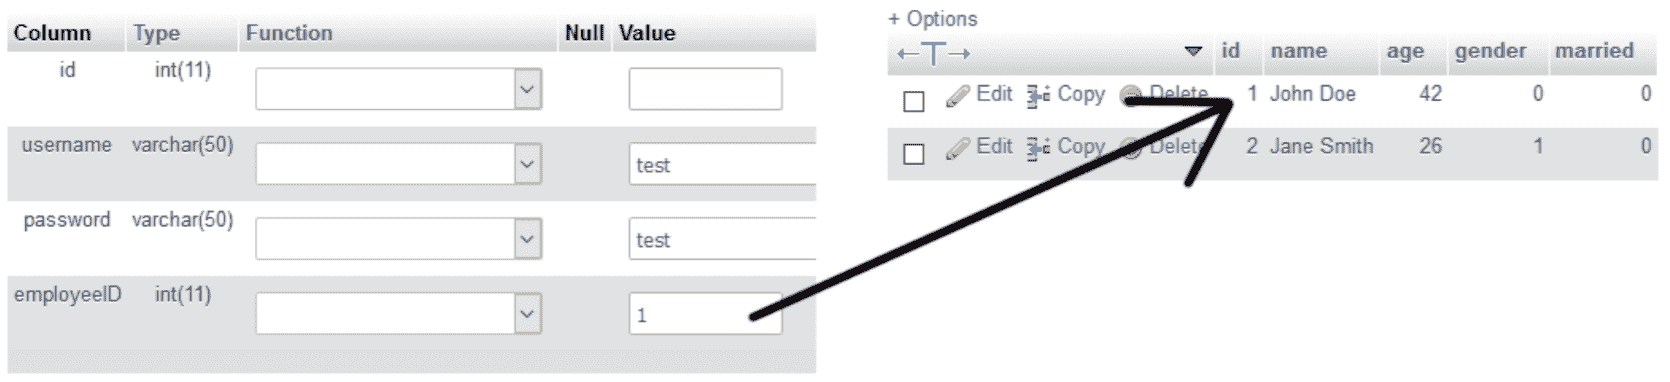 Column Type Function Null Value
id int(11)
username varchar(50) test
password varchar(50) test
employeeID int(11) 1
+ Options
←T→ id name age gender married
Edit Copy Delete 1 John Doe 42 0 0
Edit Copy Delete 2 Jane Smith 26 1 0